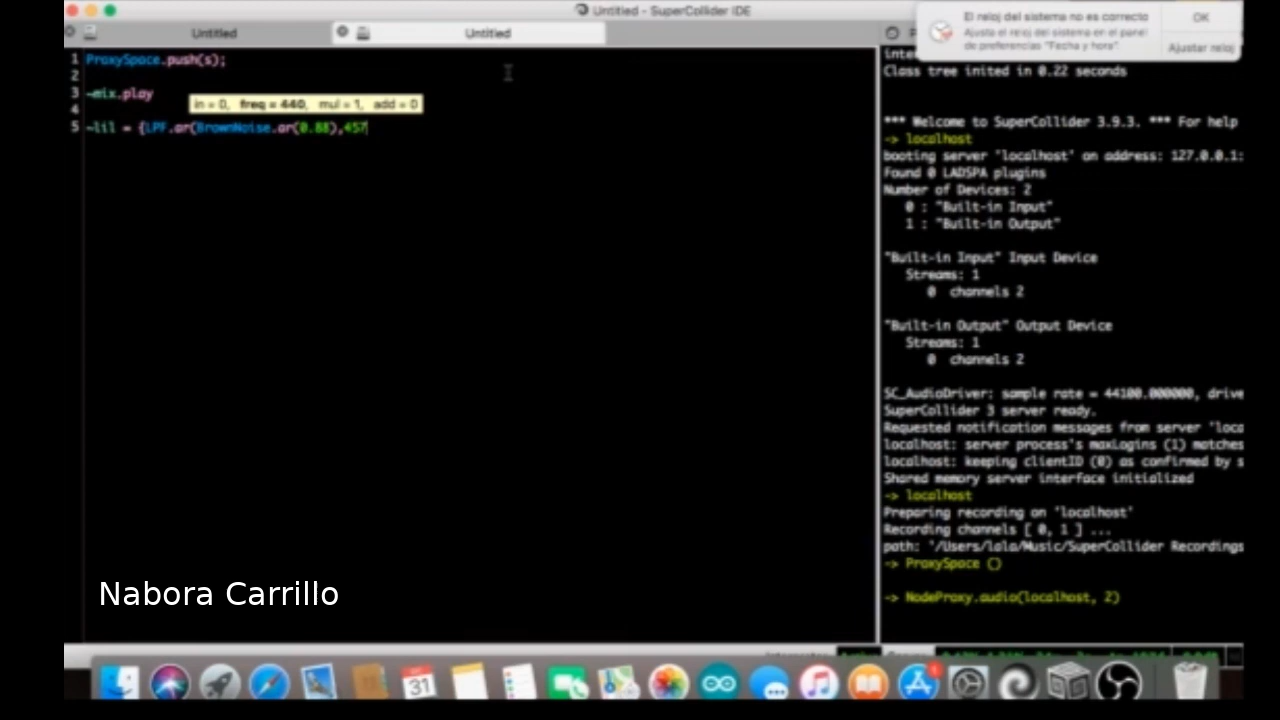 Untitled - SuperCollider IDE
Untitled
Untitled
El reloj del sistema no es correcto
Ajusta el reloj del sistema en el panel
de preferencias "Fecha y hora".
OK
Ajustar reloj
1 ProxySpace.push(s);
2
3 ~mix.play
in = 0, freq = 440, mul = 1, add = 0
4
5 ~lil = {LPF.ar(BrownNoise.ar(0.88),457
Class tree inited in 0.22 seconds
*** Welcome to SuperCollider 3.9.3. *** For help
-> localhost
booting server 'localhost' on address: 127.0.0.1:
Found 0 LADSPA plugins
Number of Devices: 2
0 : "Built-in Input"
1 : "Built-in Output"
"Built-in Input" Input Device
Streams: 1
0 channels 2
"Built-in Output" Output Device
Streams: 1
0 channels 2
SC_AudioDriver: sample rate = 44100.000000, drive
SuperCollider 3 server ready.
Requested notification messages from server 'loca
localhost: server process's maxLogins (1) matches
localhost: keeping clientID (0) as confirmed by s
Shared memory server interface initialized
-> localhost
Preparing recording on 'localhost'
Recording channels [ 0, 1 ] ...
path: '/Users/lala/Music/SuperCollider Recordings
-> ProxySpace ()
-> NodeProxy.audio(localhost, 2)
Nabora Carrillo
31